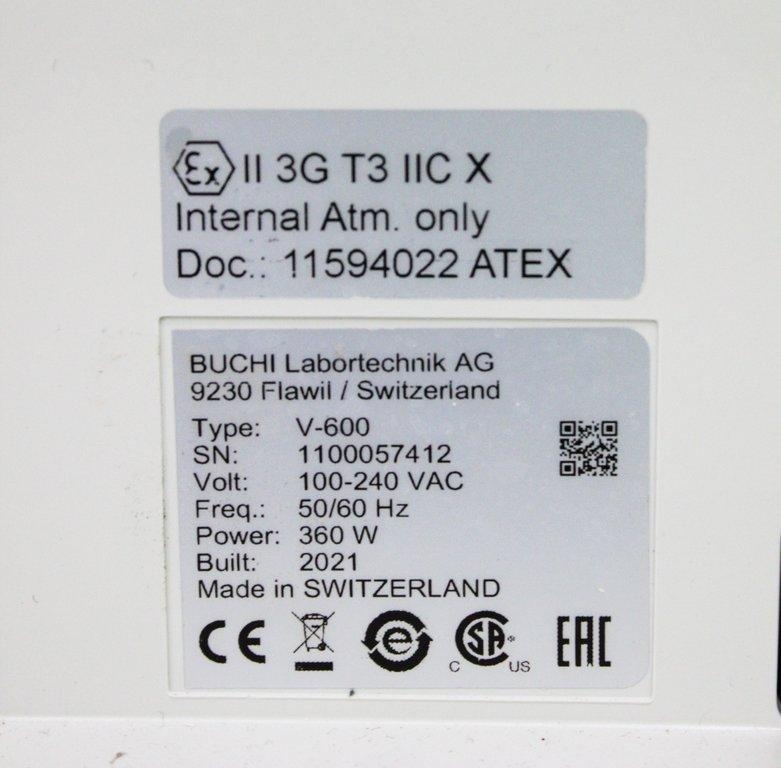 Ex II 3G T3 IIC X
Internal Atm. only
Doc.: 11594022 ATEX
BUCHI Labortechnik AG
9230 Flawil / Switzerland
Type: V-600
SN: 1100057412
Volt: 100-240 VAC
Freq.: 50/60 Hz
Power: 360 W
Built: 2021
Made in SWITZERLAND
CE e C SA US EAC